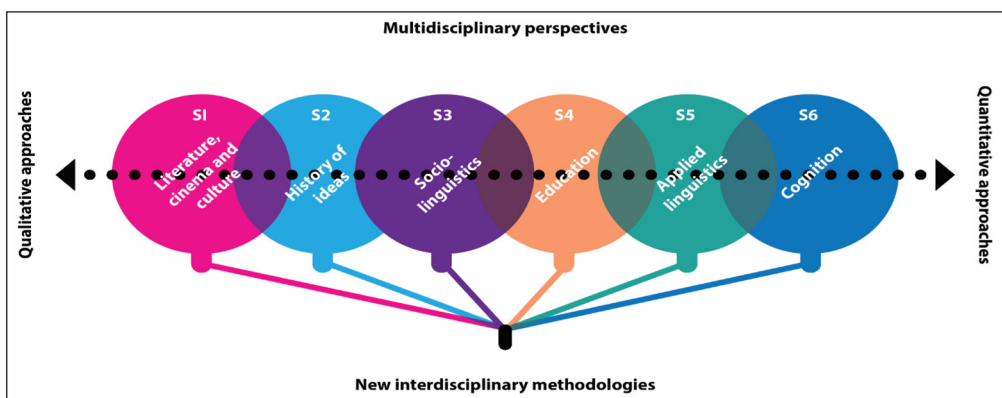 Multidisciplinary perspectives
Qualitative approaches
S1
Literature,
cinema and
culture
S2
History of
ideas
S3
Socio-
linguistics
S4
Education
S5
Applied
linguistics
S6
Cognition
Quantitative approaches
New interdisciplinary methodologies